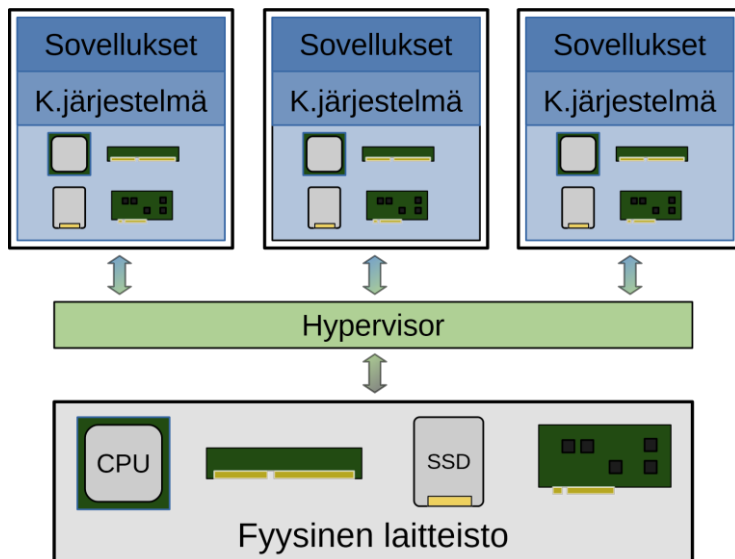 Sovellukset
K.järjestelmä
Sovellukset
K.järjestelmä
Sovellukset
K.järjestelmä
Hypervisor
CPU
SSD
Fyysinen laitteisto